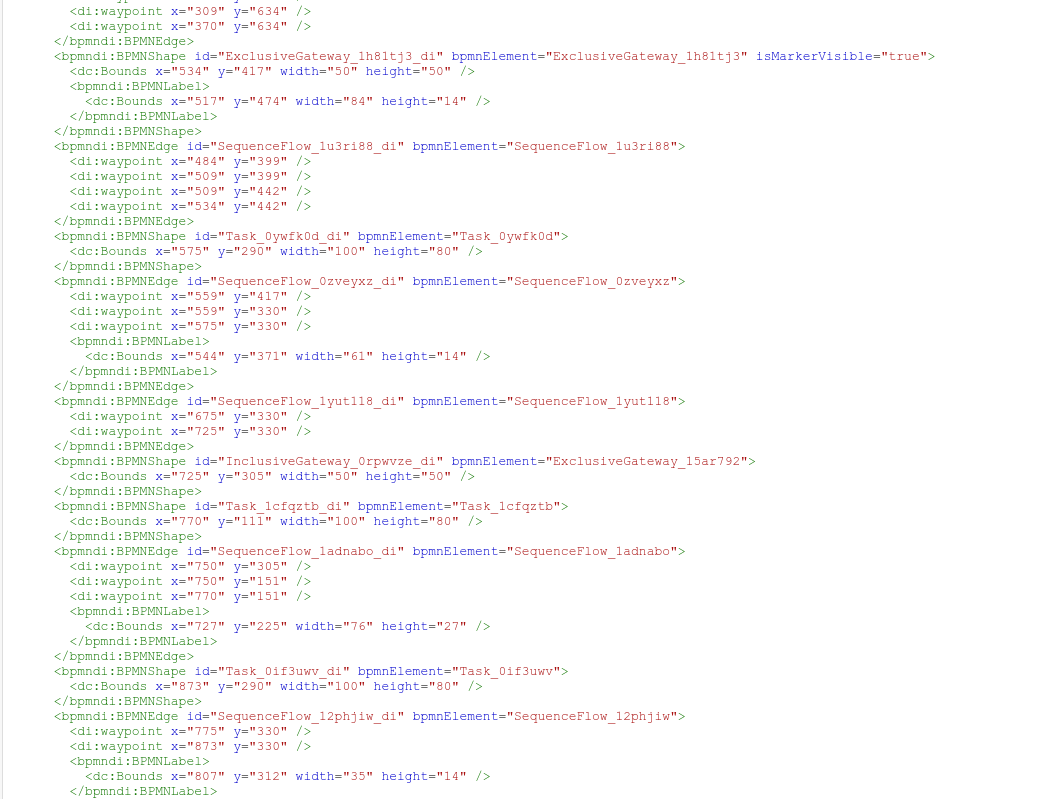 <di:waypoint x="309" y="634" />
<di:waypoint x="370" y="634" />
</bpmndi:BPMNEdge>
<bpmndi:BPMNShape id="ExclusiveGateway_1h81tj3_di" bpmnElement="ExclusiveGateway_1h81tj3" isMarkerVisible="true">
<dc:Bounds x="534" y="417" width="50" height="50" />
<bpmndi:BPMNLabel>
<dc:Bounds x="517" y="474" width="84" height="14" />
</bpmndi:BPMNLabel>
</bpmndi:BPMNShape>
<bpmndi:BPMNEdge id="SequenceFlow_1u3ri88_di" bpmnElement="SequenceFlow_1u3ri88">
<di:waypoint x="484" y="399" />
<di:waypoint x="509" y="399" />
<di:waypoint x="509" y="442" />
<di:waypoint x="534" y="442" />
</bpmndi:BPMNEdge>
<bpmndi:BPMNShape id="Task_0ywfk0d_di" bpmnElement="Task_0ywfk0d">
<dc:Bounds x="575" y="290" width="100" height="80" />
</bpmndi:BPMNShape>
<bpmndi:BPMNEdge id="SequenceFlow_0zveyxz_di" bpmnElement="SequenceFlow_0zveyxz">
<di:waypoint x="559" y="417" />
<di:waypoint x="559" y="330" />
<di:waypoint x="575" y="330" />
<bpmndi:BPMNLabel>
<dc:Bounds x="544" y="371" width="61" height="14" />
</bpmndi:BPMNLabel>
</bpmndi:BPMNEdge>
<bpmndi:BPMNEdge id="SequenceFlow_1yut118_di" bpmnElement="SequenceFlow_1yut118">
<di:waypoint x="675" y="330" />
<di:waypoint x="725" y="330" />
</bpmndi:BPMNEdge>
<bpmndi:BPMNShape id="InclusiveGateway_0rpwvze_di" bpmnElement="ExclusiveGateway_15ar792">
<dc:Bounds x="725" y="305" width="50" height="50" />
</bpmndi:BPMNShape>
<bpmndi:BPMNShape id="Task_1cfqztb_di" bpmnElement="Task_1cfqztb">
<dc:Bounds x="770" y="111" width="100" height="80" />
</bpmndi:BPMNShape>
<bpmndi:BPMNEdge id="SequenceFlow_1adnabo_di" bpmnElement="SequenceFlow_1adnabo">
<di:waypoint x="750" y="305" />
<di:waypoint x="750" y="151" />
<di:waypoint x="770" y="151" />
<bpmndi:BPMNLabel>
<dc:Bounds x="727" y="225" width="76" height="27" />
</bpmndi:BPMNLabel>
</bpmndi:BPMNEdge>
<bpmndi:BPMNShape id="Task_0if3uwv_di" bpmnElement="Task_0if3uwv">
<dc:Bounds x="873" y="290" width="100" height="80" />
</bpmndi:BPMNShape>
<bpmndi:BPMNEdge id="SequenceFlow_12phjiw_di" bpmnElement="SequenceFlow_12phjiw">
<di:waypoint x="775" y="330" />
<di:waypoint x="873" y="330" />
<bpmndi:BPMNLabel>
<dc:Bounds x="807" y="312" width="35" height="14" />
</bpmndi:BPMNLabel>